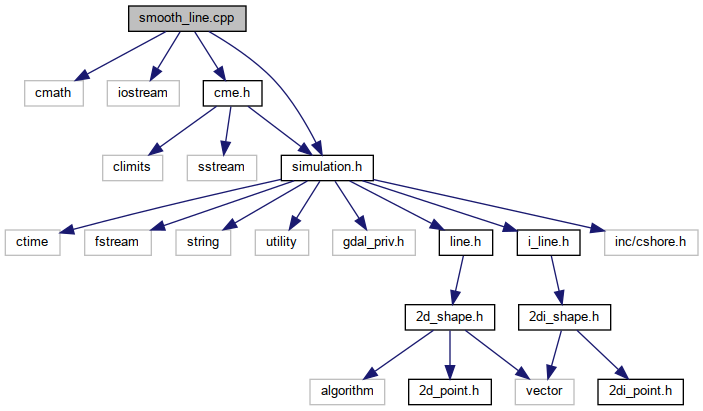 smooth_line.cpp
cmath
iostream
cme.h
climits
sstream
simulation.h
ctime
fstream
string
utility
gdal_priv.h
line.h
i_line.h
inc/cshore.h
2d_shape.h
2di_shape.h
algorithm
2d_point.h
vector
2di_point.h